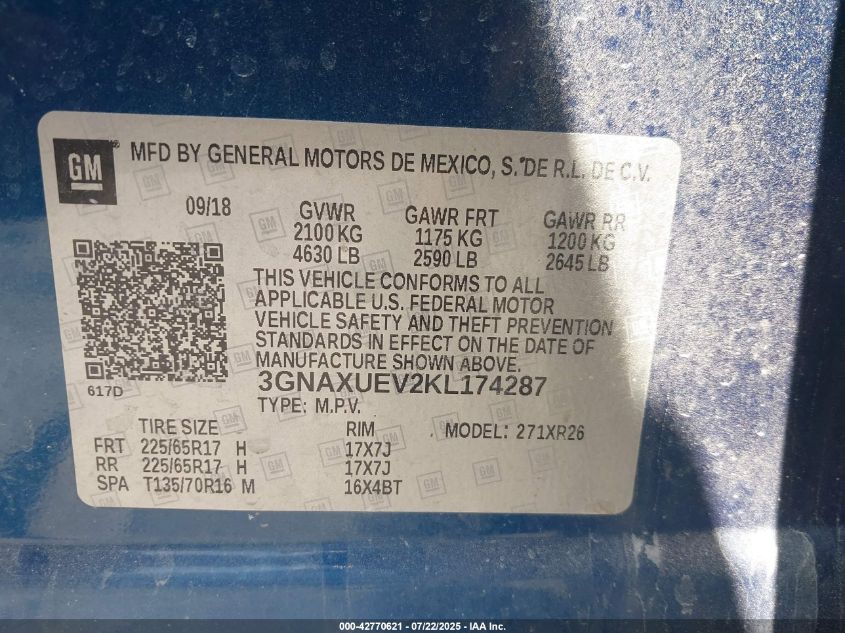 GM® MFD BY GENERAL MOTORS DE MEXICO, S. DE R.L. DE C.V.
09/18 GVWR GAWR FRT GAWR RR
2100 KG 1175 KG 1200 KG
4630 LB 2590 LB 2645 LB
THIS VEHICLE CONFORMS TO ALL
APPLICABLE U.S. FEDERAL MOTOR
VEHICLE SAFETY AND THEFT PREVENTION
STANDARDS IN EFFECT ON THE DATE OF
MANUFACTURE SHOWN ABOVE.
617D 3GNAXUEV2KL174287
TYPE: M.P.V.
TIRE SIZE RIM MODEL: 271XR26
FRT 225/65R17 H 17X7J
RR 225/65R17 H 17X7J
SPA T135/70R16 M 16X4BT
000-42770621 - 07/22/2025 - IAA Inc.